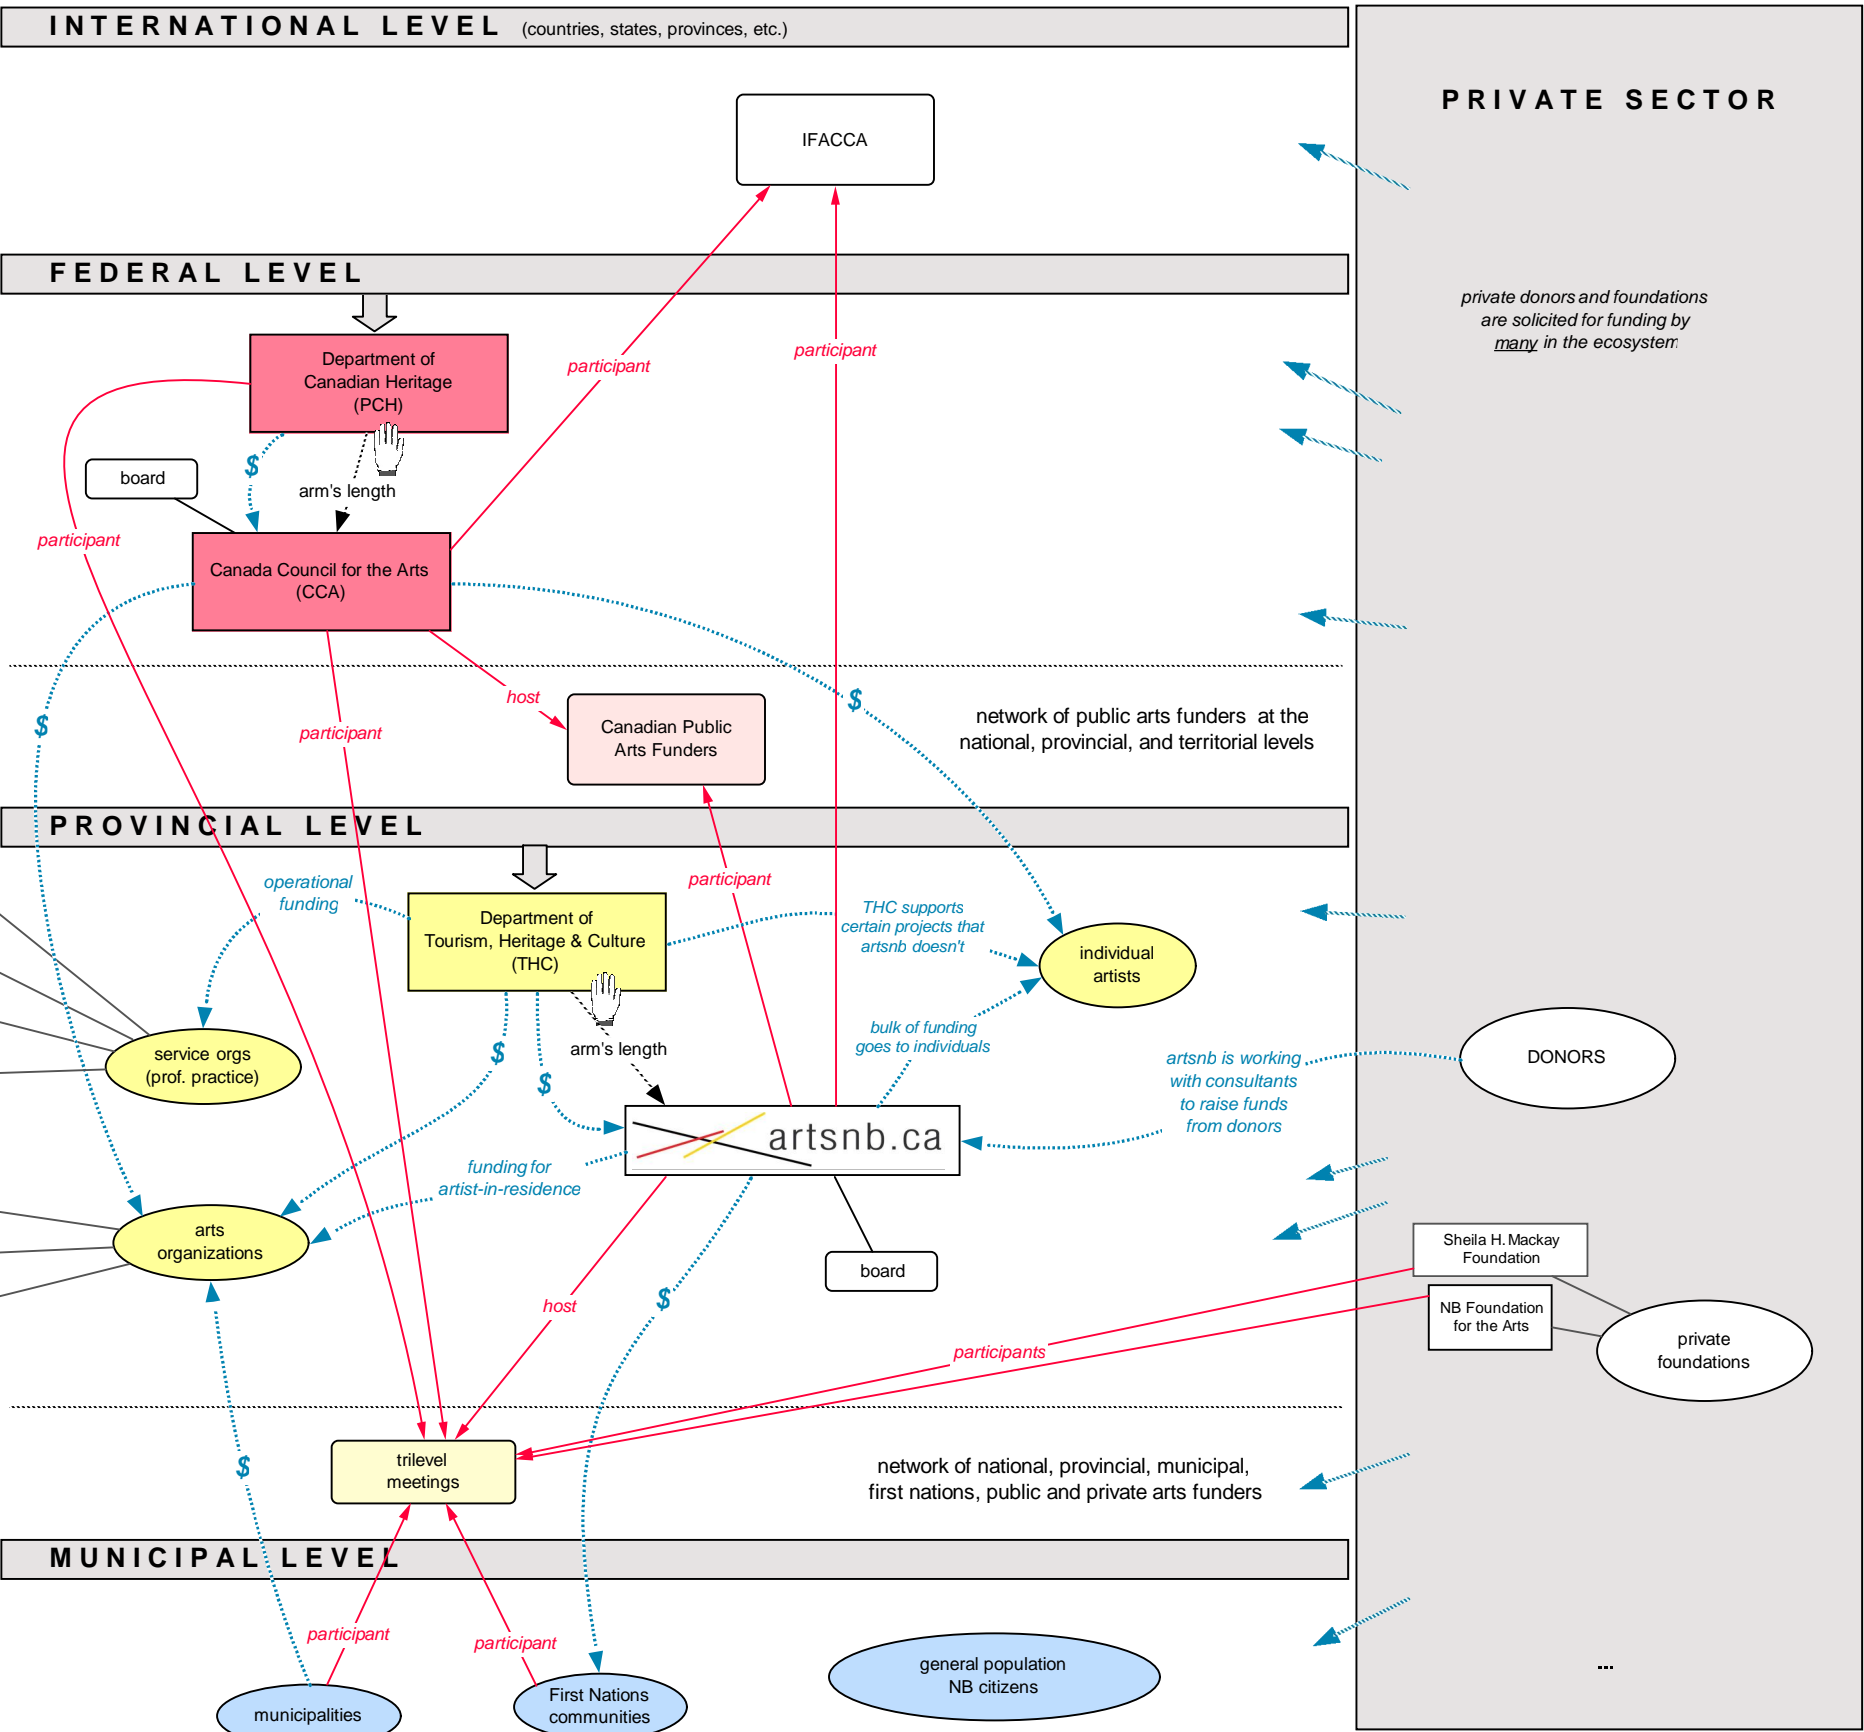 INTERNATIONAL LEVEL (countries, states, provinces, etc.)
PRIVATE SECTOR
IFACCA
FEDERAL LEVEL
private donors and foundations
are solicited for funding by
many in the ecosystem
participant
participant
Department of
Canadian Heritage
(PCH)
$
board
arm's length
participant
Canada Council for the Arts
(CCA)
$
participant
host
$
Canadian Public
Arts Funders
network of public arts funders at the
national, provincial, and territorial levels
PROVINCIAL LEVEL
operational
funding
participant
Department of
Tourism, Heritage & Culture
(THC)
THC supports
certain projects that
artsnb doesn't
individual
artists
service orgs
(prof. practice)
$
$
arm's length
bulk of funding
goes to individuals
artsnb is working
with consultants
to raise funds
from donors
DONORS
artsnb.ca
funding for
artist-in-residence
arts
organizations
board
host
$
Sheila H. Mackay
Foundation
NB Foundation
for the Arts
private
foundations
participants
trilevel
meetings
$
network of national, provincial, municipal,
first nations, public and private arts funders
MUNICIPAL LEVEL
participant
participant
municipalities
First Nations
communities
general population
NB citizens
...